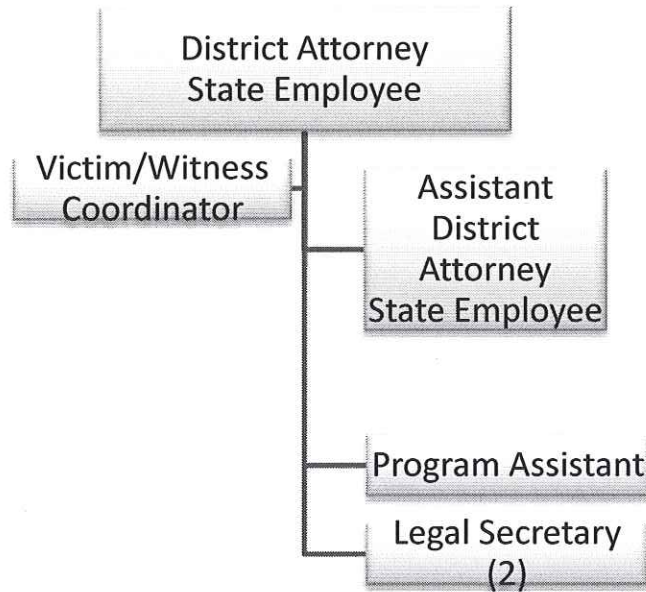 District Attorney
State Employee
Victim/Witness
Coordinator
Assistant
District
Attorney
State Employee
Program Assistant
Legal Secretary
(2)